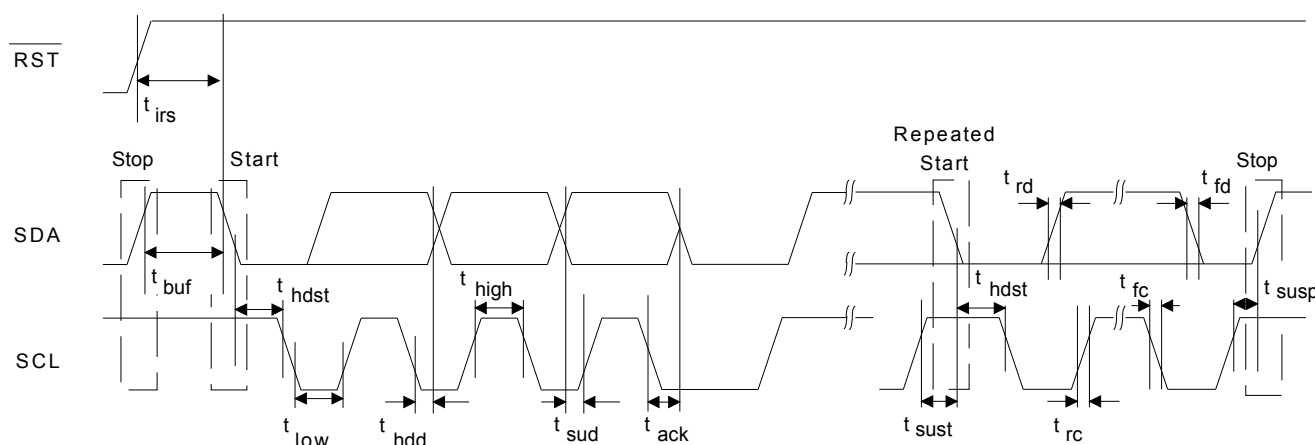 RST
t irs
Repeated
Stop
Start
Start
Stop
t rd
t fd
SDA
t buf
t hdst
t high
t hdst
t fc
t susp
SCL
t low
t hdd
t sud
t ack
t sust
t rc